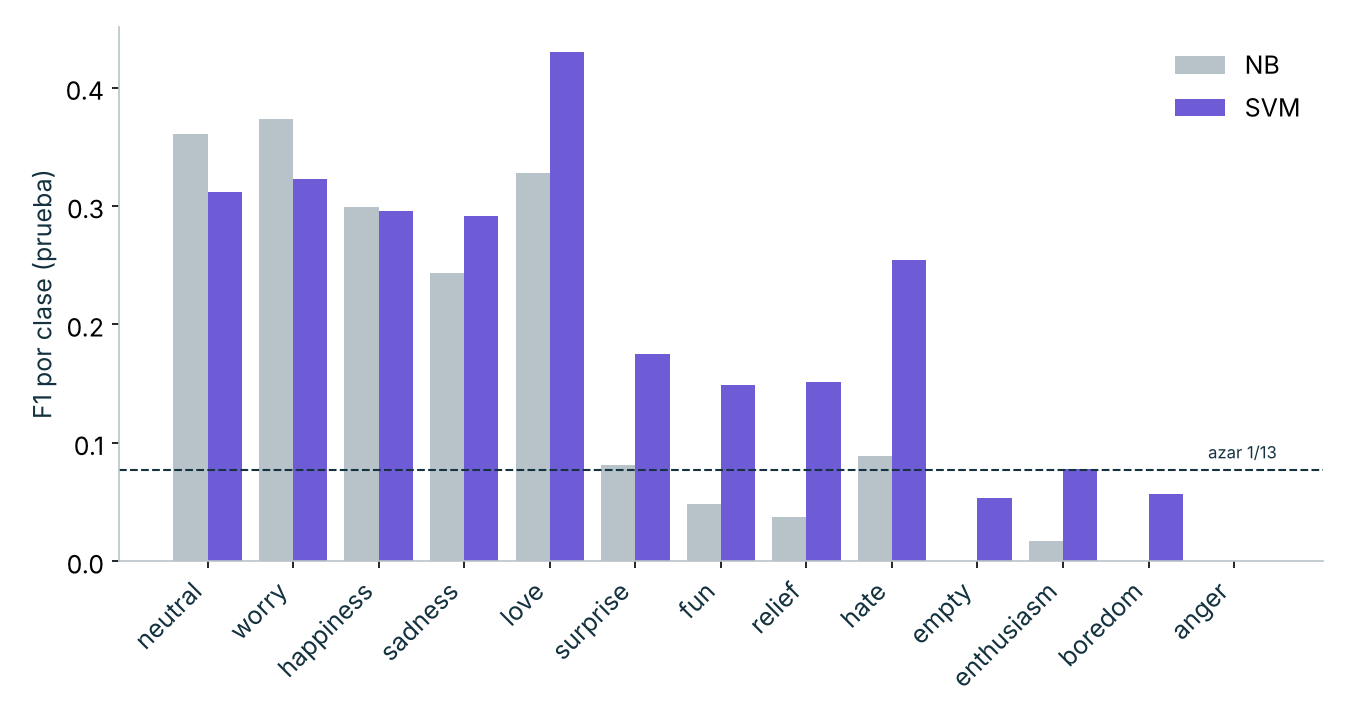 NB
SVM
F1 por clase (prueba)
0.4
0.3
0.2
0.1
0.0
azar 1/13
neutral
worry
happiness
sadness
love
surprise
fun
relief
hate
empty
enthusiasm
boredom
anger